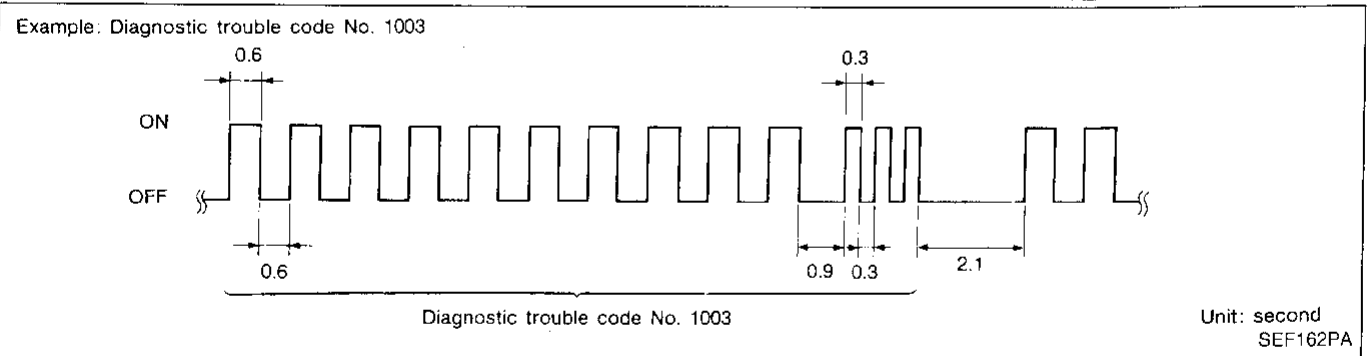 Example: Diagnostic trouble code No. 1003
0.6
0.3
ON
OFF
0.6
0.9
0.3
2.1
Diagnostic trouble code No. 1003
Unit: second
SEF162PA